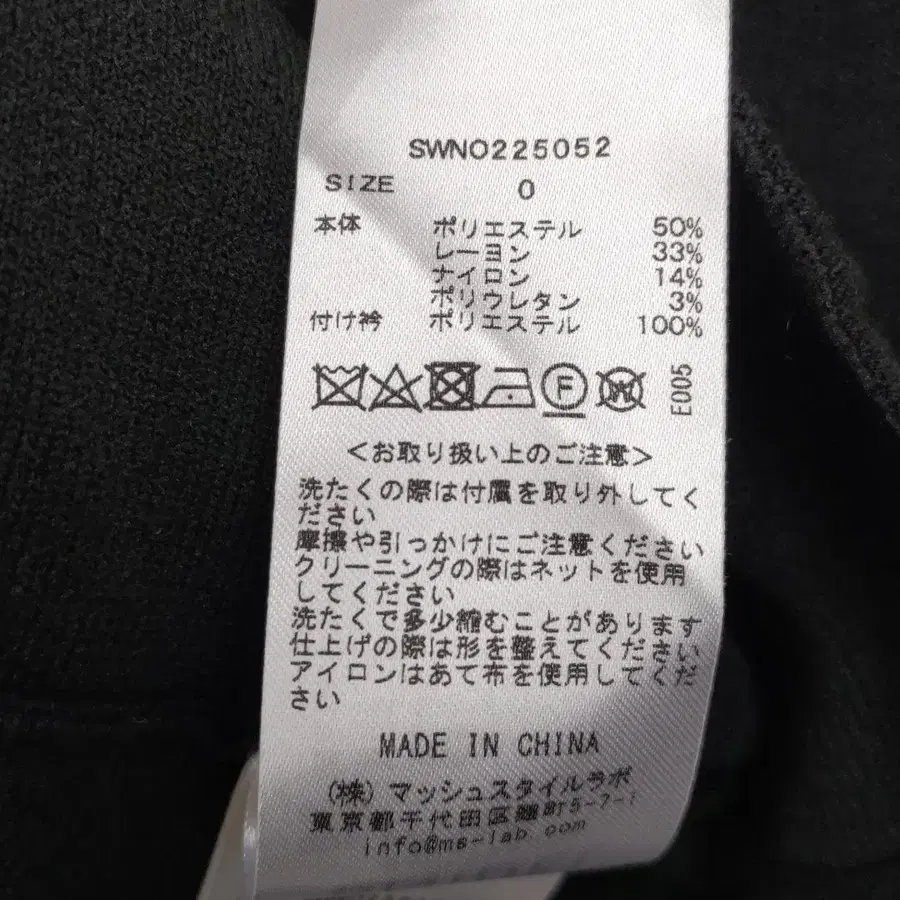 SWNO225052
SIZE 0
本体 ポリエステル 50%
レーヨン 33%
ナイロン 14%
ポリウレタン 3%
付け衿 ポリエステル 100%
F W E005
<お取り扱い上のご注意>
洗たくの際は付属を取り外してく
ださい
摩擦や引っかけにご注意ください
クリーニングの際はネットを使用
してください
洗たくで多少縮むことがあります
仕上げの際は形を整えてください
アイロンはあて布を使用してくだ
さい
MADE IN CHINA
(株) マッシュスタイルラボ
東京都千代田区麹町5-7-1
info@ms-lab.com